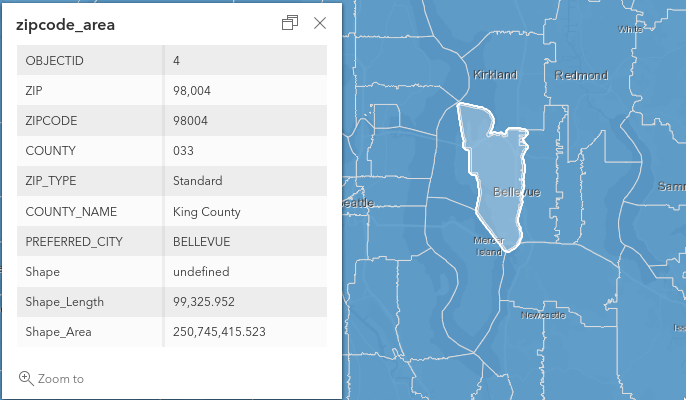 zipcode_area
OBJECTID 4
ZIP 98,004
ZIPCODE 98004
COUNTY 033
ZIP_TYPE Standard
COUNTY_NAME King County
PREFERRED_CITY BELLEVUE
Shape undefined
Shape_Length 99,325.952
Shape_Area 250,745,415.523
Zoom to
White
Kirkland
Redmond
eattle
Bellevue
Samm
Mercer
Island
Newcastle
Iss